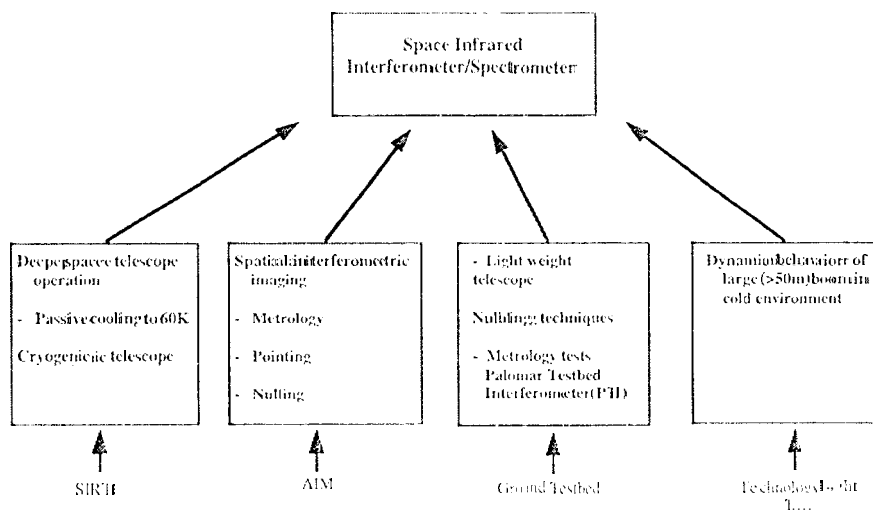 Space Infrared
Interferometer/Spectrometer
Deep space telescope
operation
- Passive cooling to 60K
Cryogenic telescope
Spatial interferometric
imaging
- Metrology
- Pointing
- Nulling
- Light weight
telescope
Nulling techniques
- Metrology tests
Palomar Testbed
Interferometer (PTI)
Dynamic behavior of
large (>50m) boom in
cold environment
SIRTF
AIM
Ground Testbed
Technology